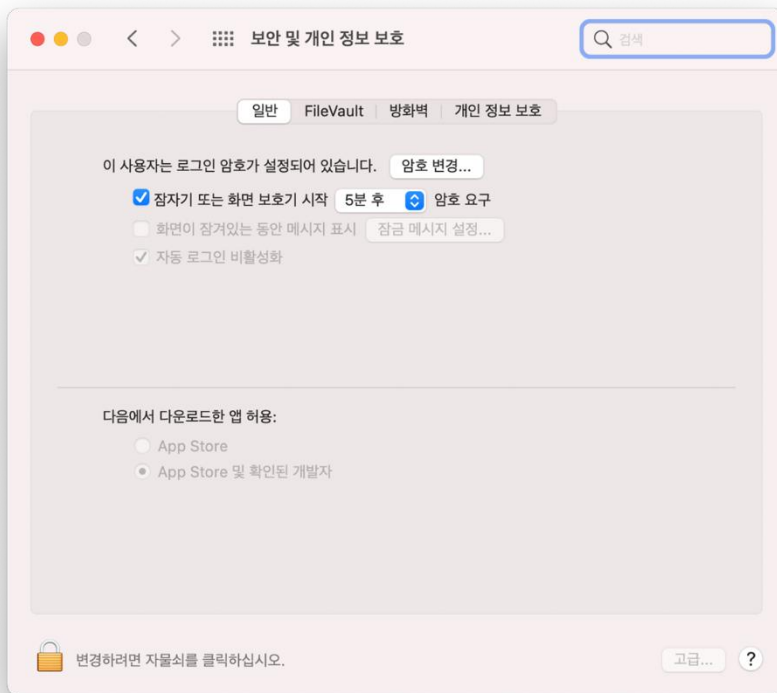 보안 및 개인 정보 보호
검색
일반 FileVault 방화벽 개인 정보 보호
이 사용자는 로그인 암호가 설정되어 있습니다. 암호 변경...
잠자기 또는 화면 보호기 시작 5분 후 암호 요구
화면이 잠겨있는 동안 메시지 표시 잠금 메시지 설정...
자동 로그인 비활성화
다음에서 다운로드한 앱 허용:
App Store
App Store 및 확인된 개발자
변경하려면 자물쇠를 클릭하십시오.
고급... ?